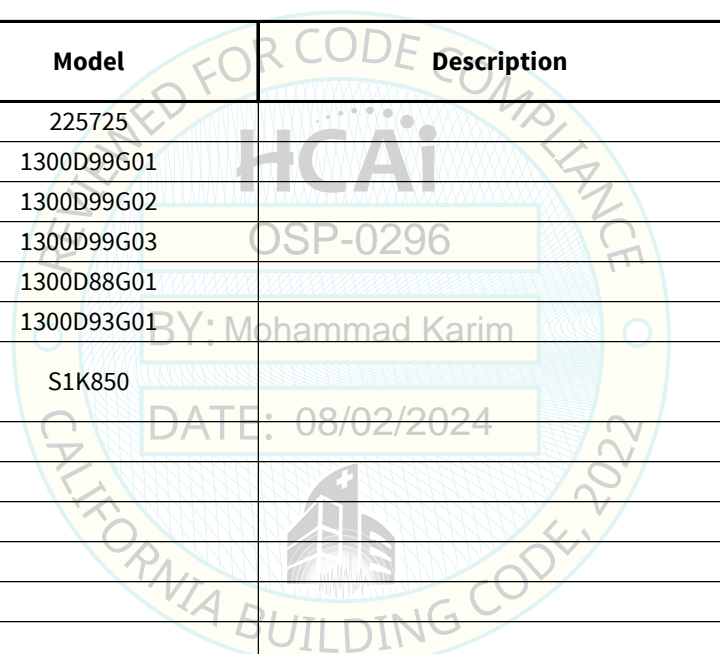 Model Description
225725
1300D99G01
1300D99G02
1300D99G03
1300D88G01
1300D93G01
S1K850
REVIEWED FOR CODE COMPLIANCE
HCAi
OSP-0296
BY: Mohammad Karim
DATE: 08/02/2024
CALIFORNIA BUILDING CODE, 2022